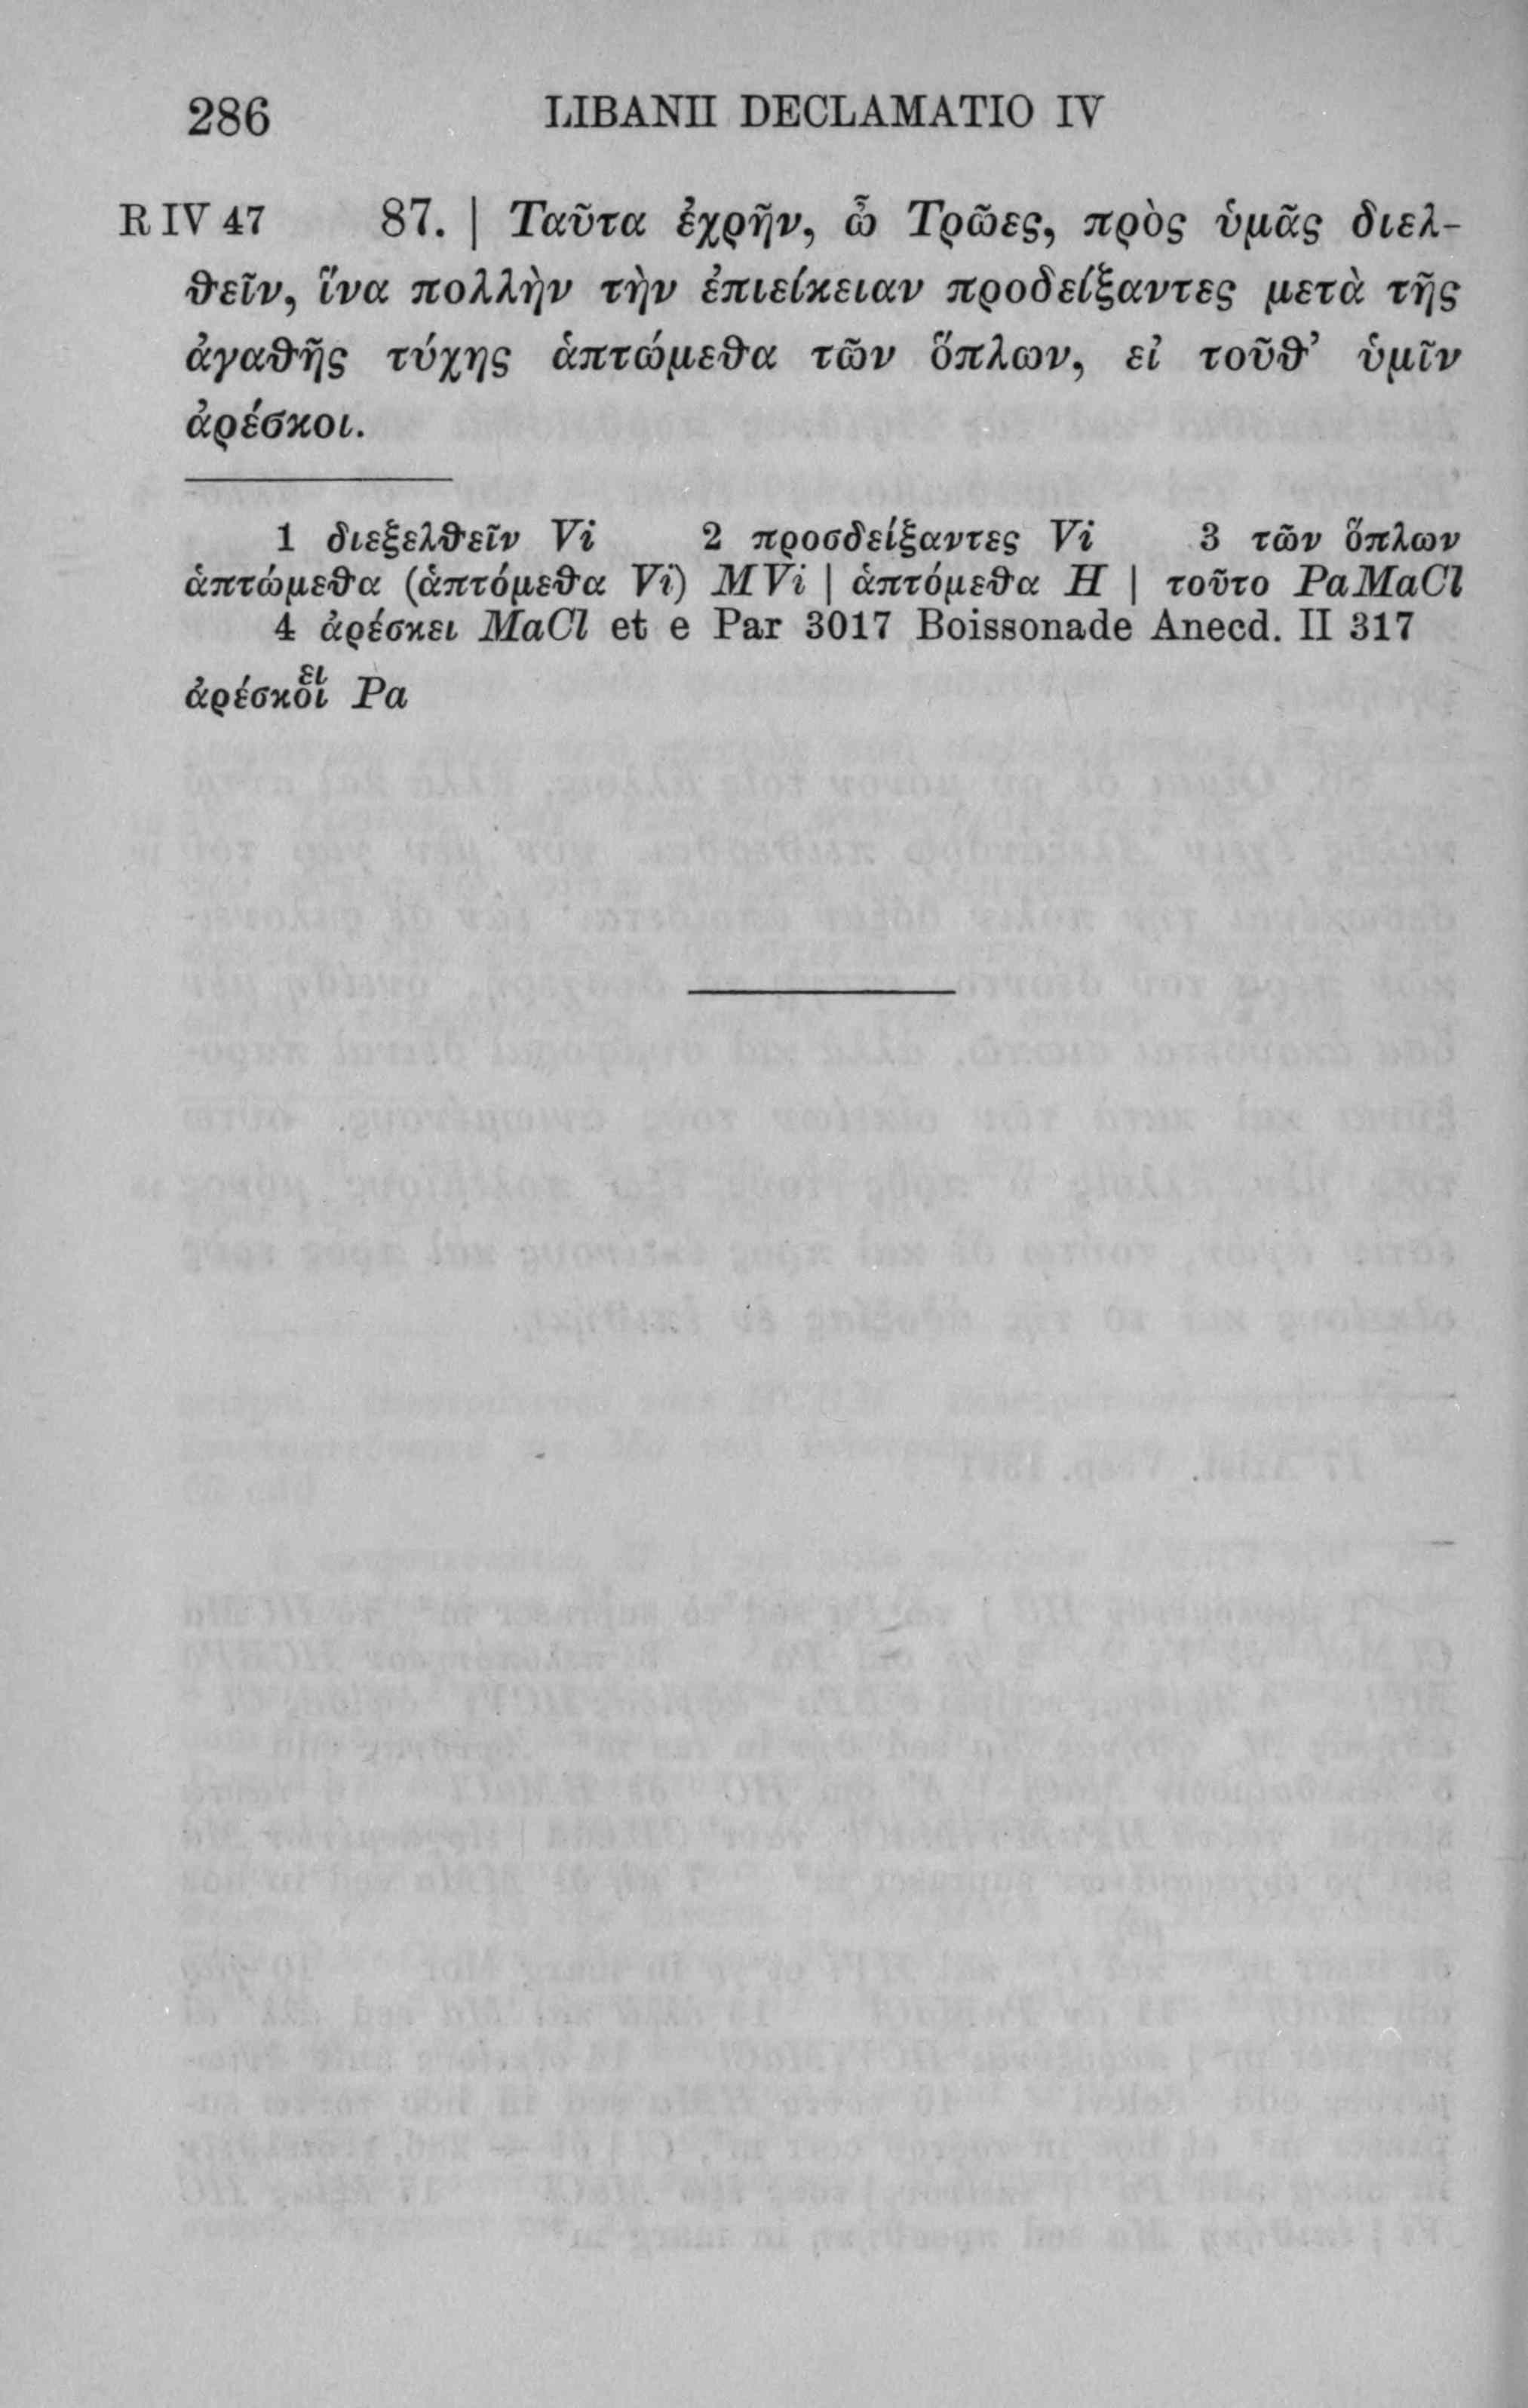 286 LIBANII DECLAMATIO IV
R IV 47 87. | Ταῦτα ἐχρῆν, ὦ Τρῶες, πρὸς ὑμᾶς διελ-
θεῖν, ἵνα πολλὴν τὴν ἐπιείκειαν προδείξαντες μετὰ τῆς
ἀγαθῆς τύχης ἁπτώμεθα τῶν ὅπλων, εἰ τοῦθ’ ὑμῖν
ἀρέσκοι.
1 διεξελθεῖν Vi 2 προσδείξαντες Vi 3 τῶν ὅπλων
ἁπτώμεθα (ἁπτόμεθα Vi) MVi | ἁπτόμεθα H | τοῦτο PaMaCl
4 ἀρέσκει MaCl et e Par 3017 Boissonade Anecd. II 317
ει
ἀρέσκοι Pa